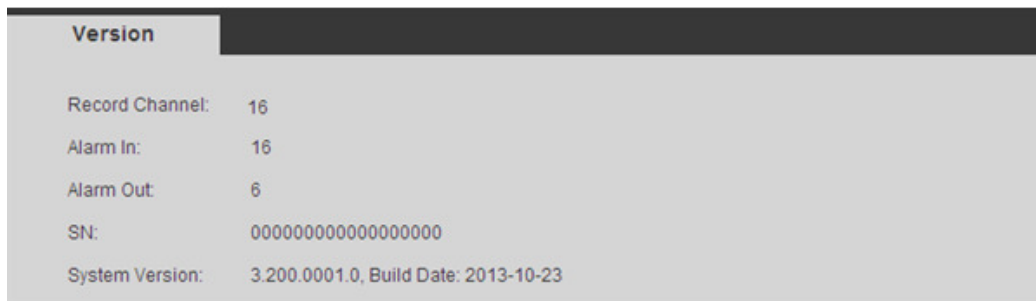 Version
Record Channel: 16
Alarm In: 16
Alarm Out: 6
SN: 000000000000000000
System Version: 3.200.0001.0, Build Date: 2013-10-23